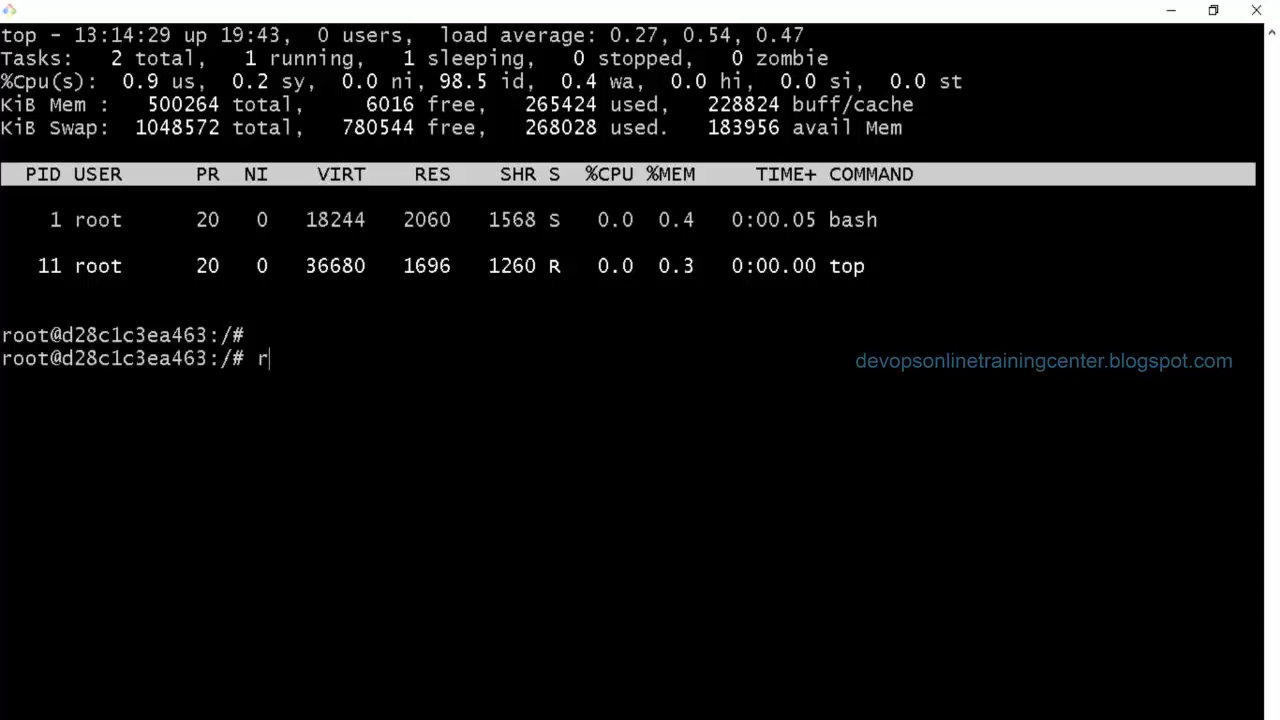 top - 13:14:29 up 19:43,  0 users,  load average: 0.27, 0.54, 0.47
Tasks:   2 total,   1 running,   1 sleeping,   0 stopped,   0 zombie
%Cpu(s):  0.9 us,  0.2 sy,  0.0 ni, 98.5 id,  0.4 wa,  0.0 hi,  0.0 si,  0.0 st
KiB Mem :   500264 total,     6016 free,   265424 used,   228824 buff/cache
KiB Swap:  1048572 total,   780544 free,   268028 used.   183956 avail Mem
PID USER      PR  NI    VIRT    RES    SHR S  %CPU %MEM     TIME+ COMMAND
1 root      20   0   18244   2060   1568 S   0.0  0.4   0:00.05 bash
11 root      20   0   36680   1696   1260 R   0.0  0.3   0:00.00 top
root@d28c1c3ea463:/#
root@d28c1c3ea463:/# r
devopsonlinetrainingcenter.blogspot.com